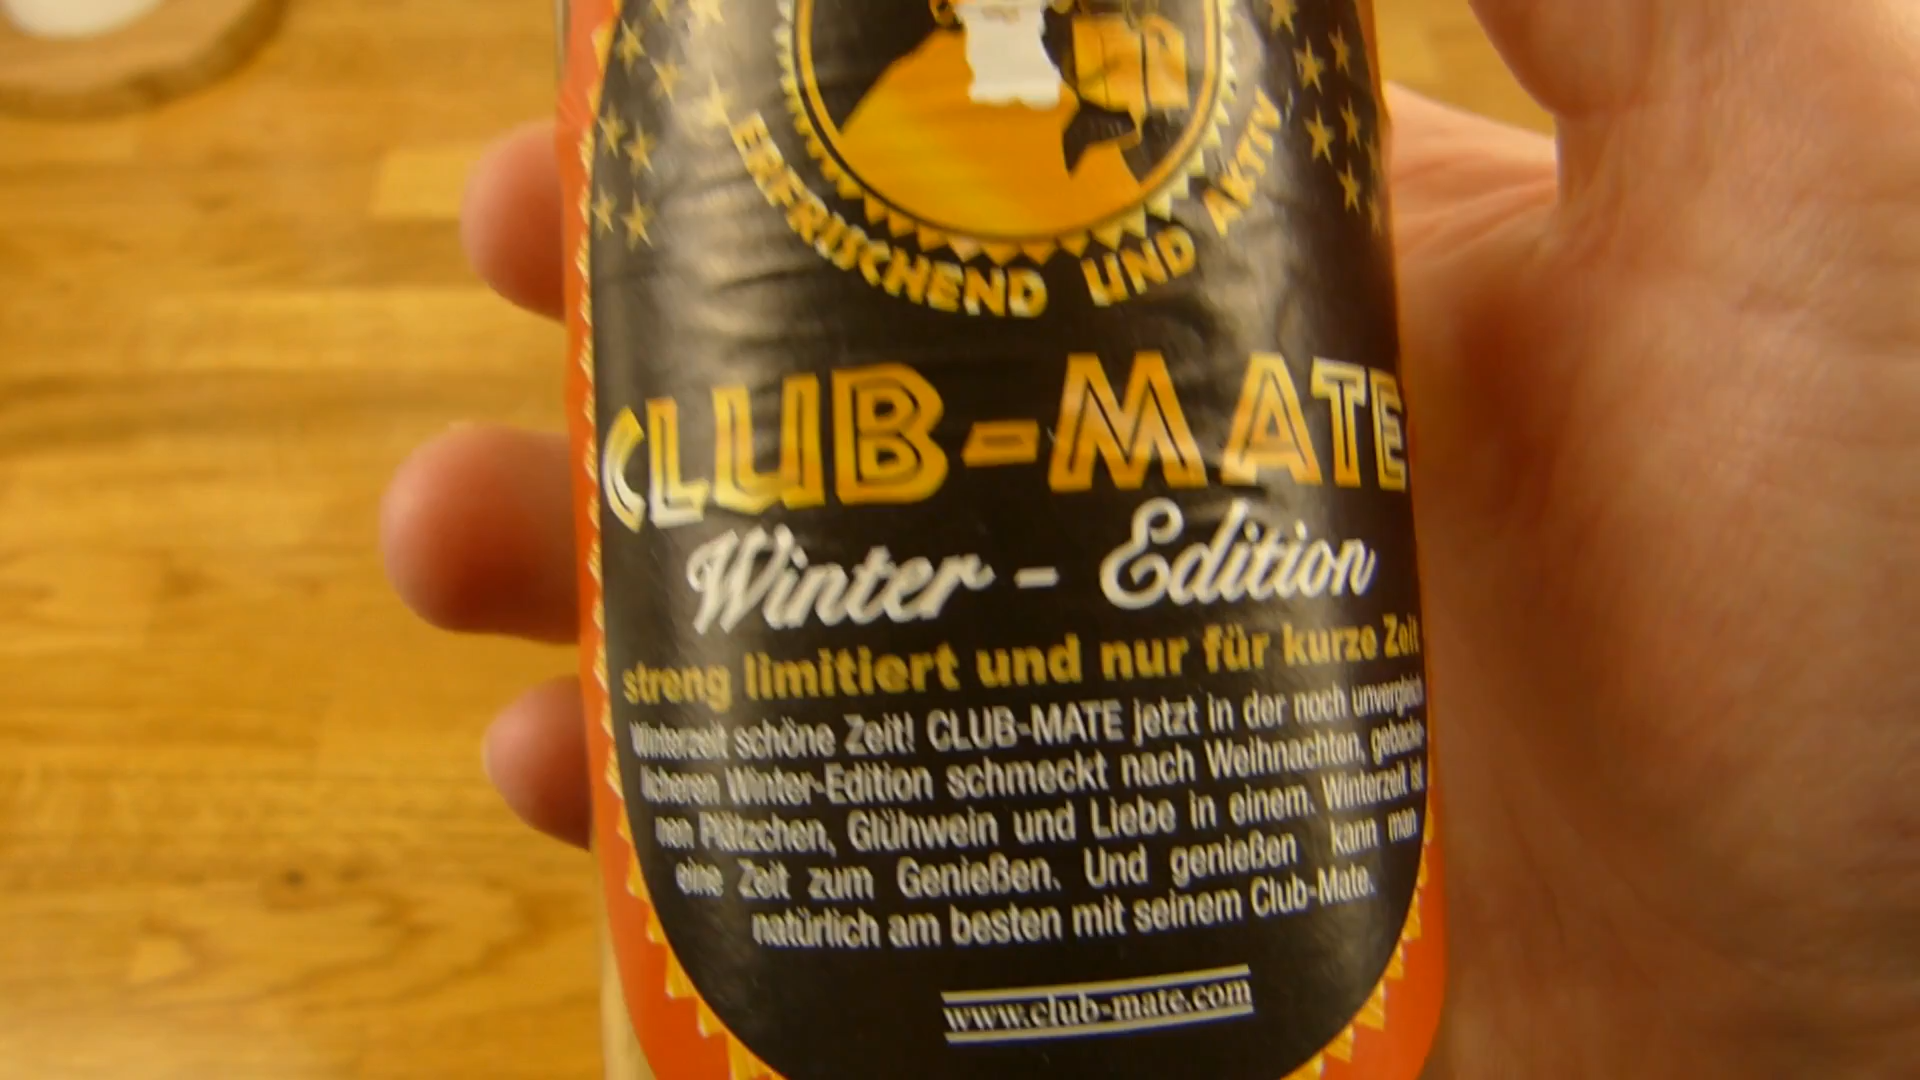 ERFRISCHEND UND AKTIV
CLUB-MATE
Winter - Edition
streng limitiert und nur für kurze Zeit
Winterzeit schöne Zeit! CLUB-MATE jetzt in der noch unvergleich
licheren Winter-Edition schmeckt nach Weihnachten, gebacke-
nen Plätzchen, Glühwein und Liebe in einem. Winterzeit ist
eine Zeit zum Genießen. Und genießen kann man
natürlich am besten mit seinem Club-Mate.
www.club-mate.com